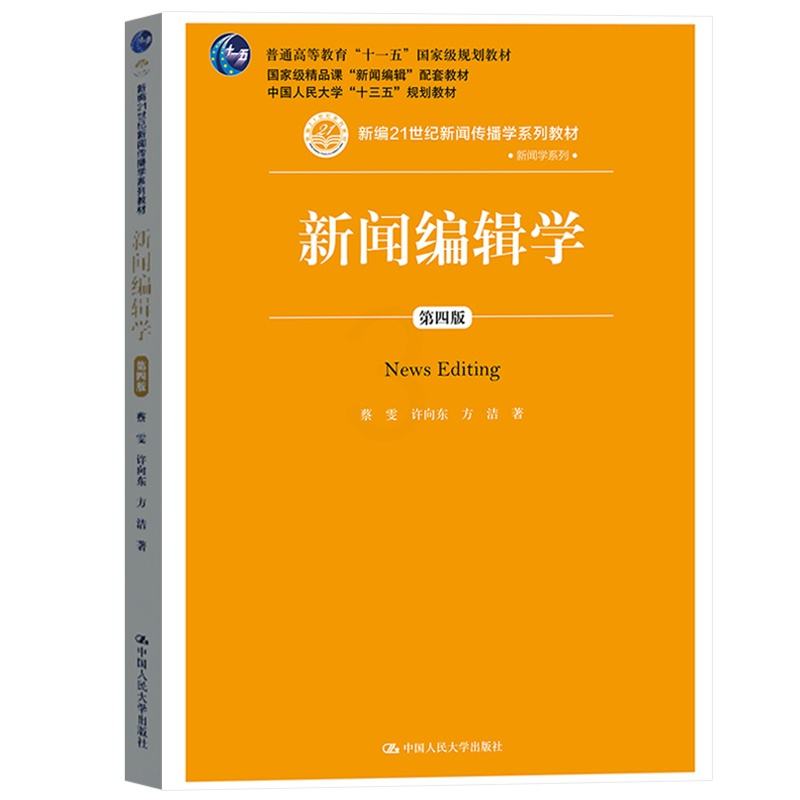 普通高等教育“十一五”国家级规划教材
国家级精品课“新闻编辑”配套教材
中国人民大学“十三五”规划教材
十一五
21
新编21世纪新闻传播学系列教材
·新闻学系列·
新闻编辑学
第四版
News Editing
蔡 雯 许向东 方 洁 著
中国人民大学出版社
新编21世纪新闻传播学系列教材
新闻编辑学
第四版
蔡 雯 许向东 方 洁 著
中国人民大学出版社